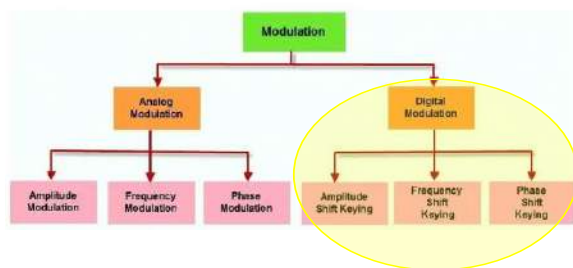 Modulation
Analog
Modulation
Digital
Modulation
Amplitude
Modulation
Frequency
Modulation
Phase
Modulation
Amplitude
Shift Keying
Frequency
Shift
Keying
Phase
Shift
Keying